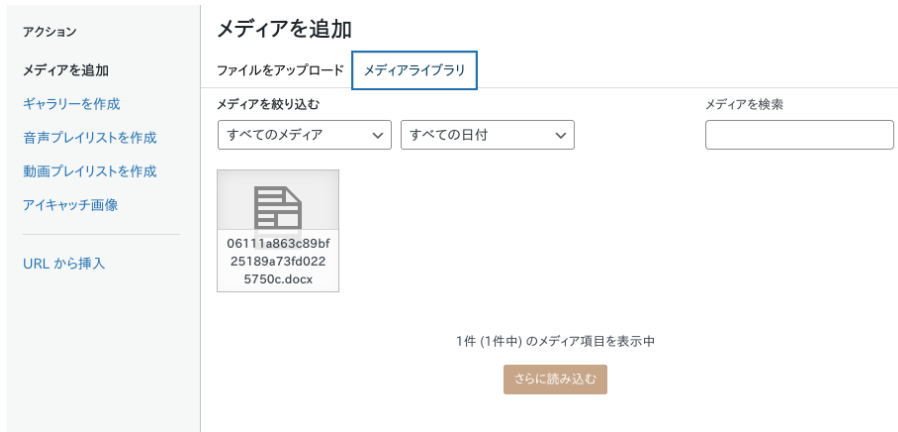 アクション
メディアを追加
ギャラリーを作成
音声プレイリストを作成
動画プレイリストを作成
アイキャッチ画像
URL から挿入
メディアを追加
ファイルをアップロード
メディアライブラリ
メディアを絞り込む
すべてのメディア
すべての日付
メディアを検索
06111a863c89bf
25189a73fd022
5750c.docx
1件 (1件中) のメディア項目を表示中
さらに読み込む